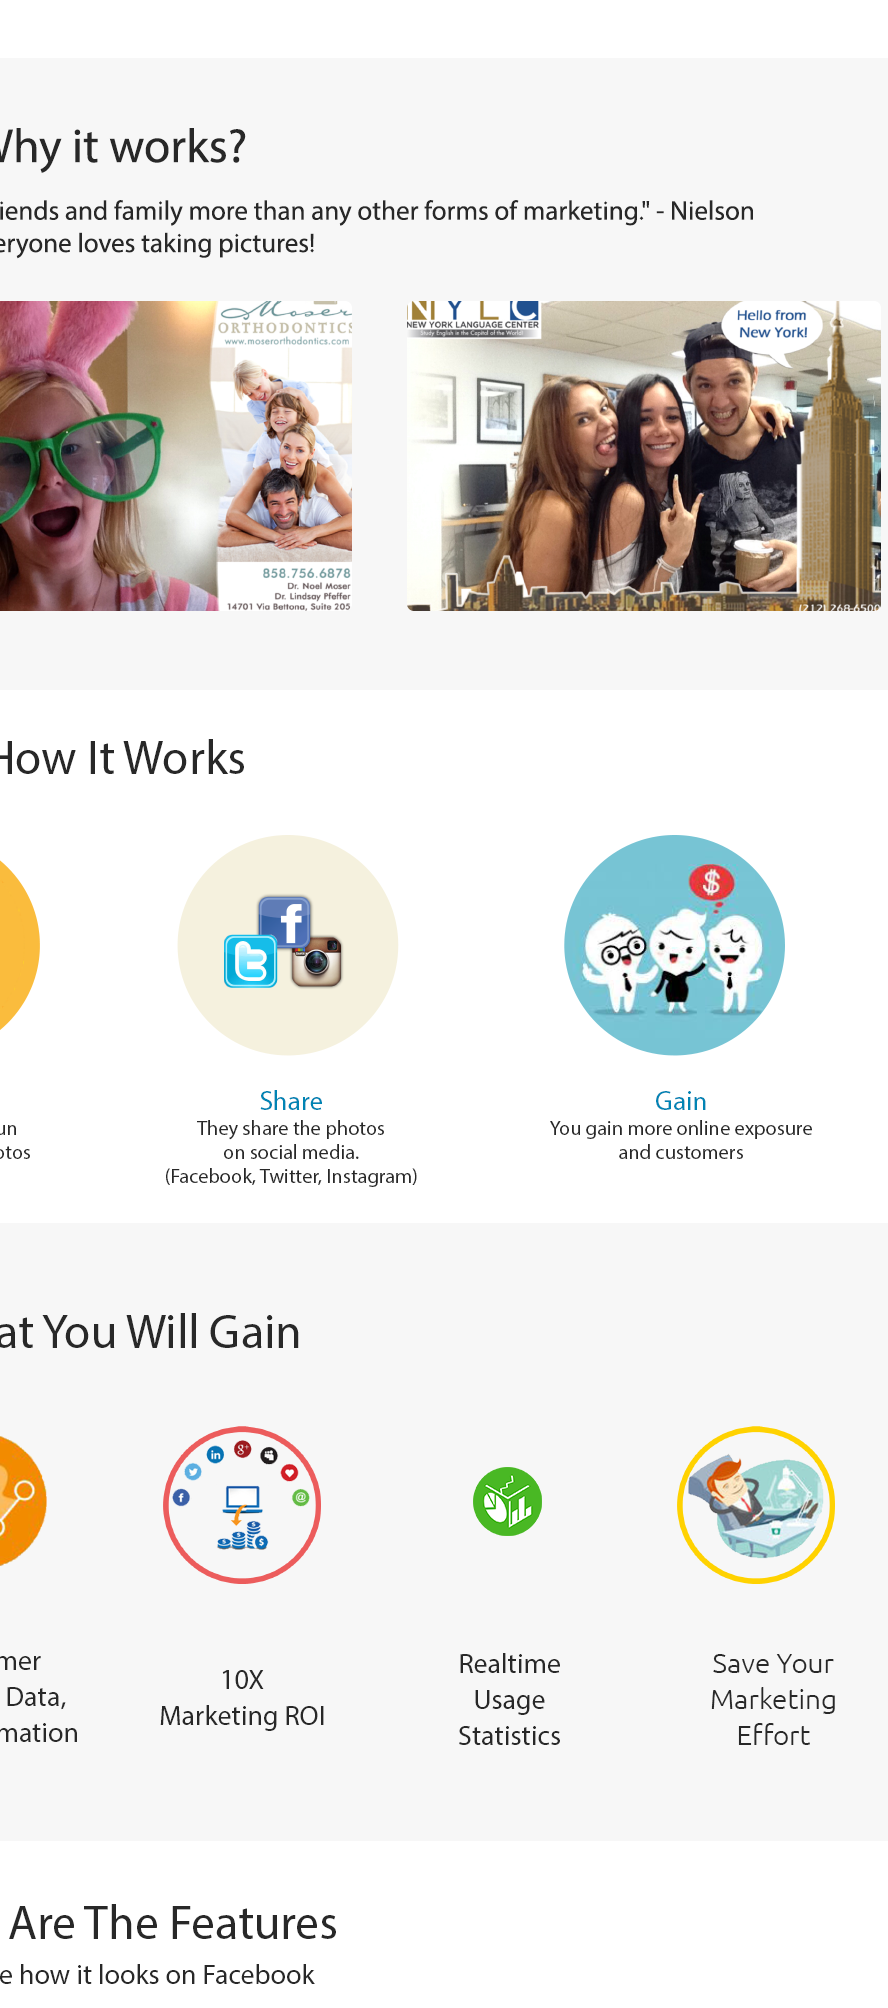 Why it works?
iends and family more than any other forms of marketing." - Nielson
eryone loves taking pictures!
Moser
ORTHODONTICS
www.moserorthodontics.com
858.756.6878
Dr. Noel Moser
Dr. Lindsay Pfeffer
14701 Via Bettona, Suite 205
NYLC
NEW YORK LANGUAGE CENTER
Study English in the Capital of the World!
Hello from
New York!
(212) 268-6500
How It Works
un
otos
Share
They share the photos
on social media.
(Facebook, Twitter, Instagram)
$
Gain
You gain more online exposure
and customers
at You Will Gain
mer
Data,
mation
10X
Marketing ROI
Realtime
Usage
Statistics
Save Your
Marketing
Effort
Are The Features
e how it looks on Facebook